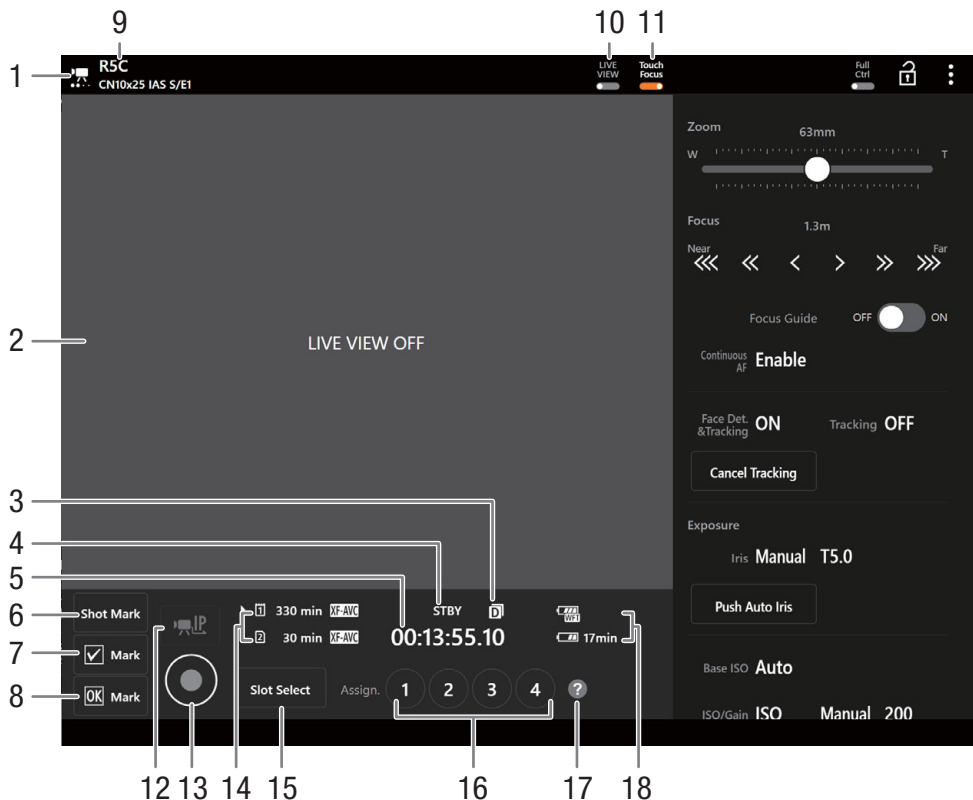 9 10 11
1 R5C LIVE VIEW Touch Focus Full Ctrl
CN10x25 IAS S/E1
Zoom 63mm
W T
Focus 1.3m
Near Far
Focus Guide OFF ON
2 LIVE VIEW OFF
Continuous AF Enable
Face Det. &Tracking ON Tracking OFF
Cancel Tracking
3
Exposure
4
Iris Manual T5.0
5
Push Auto Iris
6 Shot Mark IP 1 330 min XF-AVC STBY D WFT
7 Mark 2 30 min XF-AVC 00:13:55.10 17min
Base ISO Auto
8 OK Mark Slot Select Assign. 1 2 3 4 ?
ISO/Gain ISO Manual 200
12 13 14 15 16 17 18